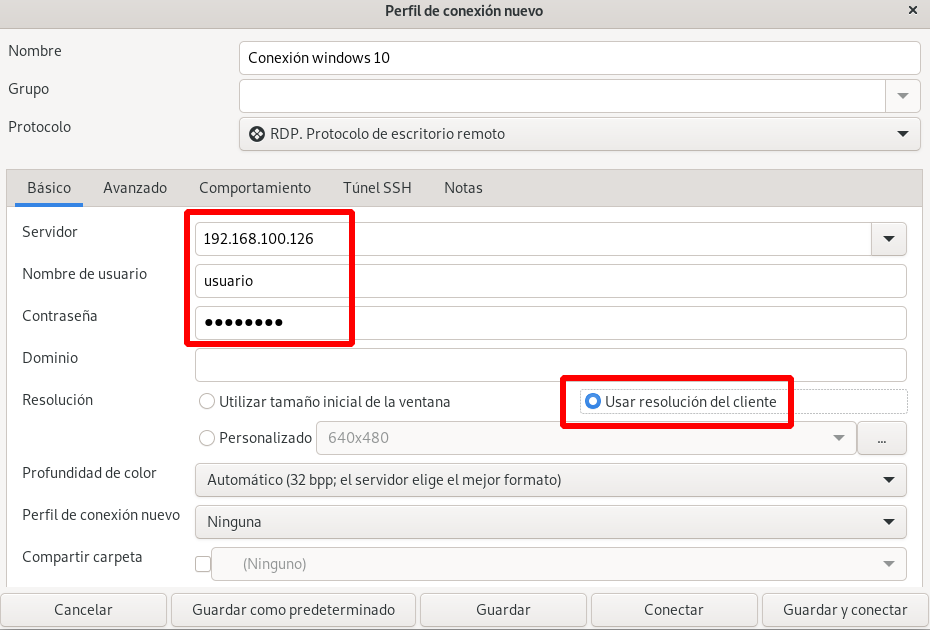 Perfil de conexión nuevo
Nombre
Conexión windows 10
Grupo
Protocolo
RDP. Protocolo de escritorio remoto
Básico Avanzado Comportamiento Túnel SSH Notas
Servidor
192.168.100.126
Nombre de usuario
usuario
Contraseña
●●●●●●●●
Dominio
Resolución
Utilizar tamaño inicial de la ventana
Usar resolución del cliente
Personalizado
640x480
...
Profundidad de color
Automático (32 bpp; el servidor elige el mejor formato)
Perfil de conexión nuevo
Ninguna
Compartir carpeta
(Ninguno)
Cancelar
Guardar como predeterminado
Guardar
Conectar
Guardar y conectar